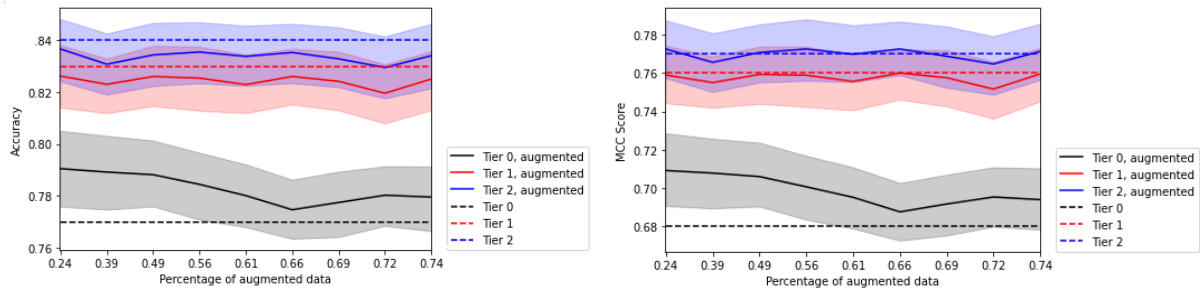 .84
0.82
0.80
0.78
0.76
Accuracy
0.24 0.39 0.49 0.56 0.61 0.66 0.69 0.72 0.74
Percentage of augmented data
Tier 0, augmented
Tier 1, augmented
Tier 2, augmented
Tier 0
Tier 1
Tier 2
0.78
0.76
0.74
0.72
0.70
0.68
MCC Score
0.24 0.39 0.49 0.56 0.61 0.66 0.69 0.72 0.74
Percentage of augmented data
Tier 0, augmented
Tier 1, augmented
Tier 2, augmented
Tier 0
Tier 1
Tier 2